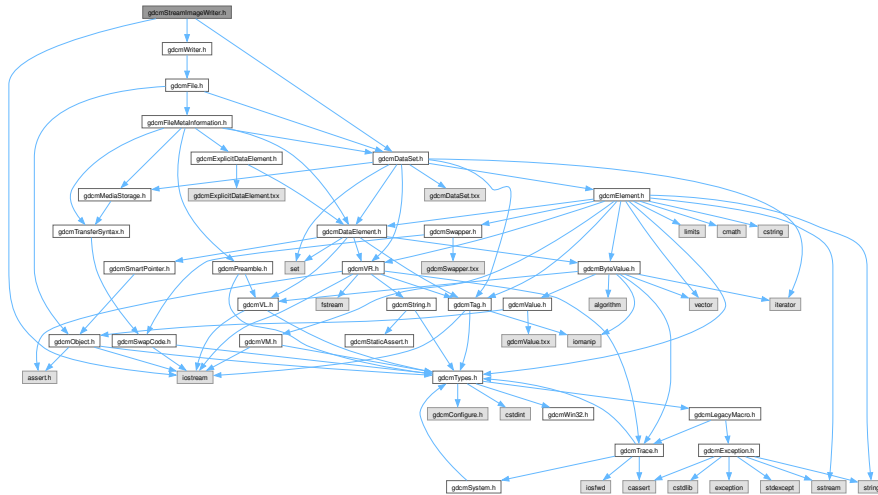 gdcmStreamImageWriter.h
gdcmWriter.h
gdcmFile.h
gdcmFileMetaInformation.h
gdcmExplicitDataElement.h
gdcmDataSet.h
gdcmMediaStorage.h
gdcmExplicitDataElement.txx
gdcmDataSet.txx
gdcmElement.h
gdcmTransferSyntax.h
gdcmDataElement.h
gdcmSwapper.h
limits
cmath
cstring
gdcmSmartPointer.h
gdcmPreamble.h
set
gdcmVR.h
gdcmSwapper.txx
gdcmByteValue.h
gdcmVL.h
fstream
gdcmString.h
gdcmTag.h
gdcmValue.h
algorithm
vector
iterator
gdcmObject.h
gdcmSwapCode.h
gdcmVM.h
gdcmStaticAssert.h
gdcmValue.txx
iomanip
assert.h
iostream
gdcmTypes.h
gdcmConfigure.h
cstdint
gdcmWin32.h
gdcmLegacyMacro.h
gdcmTrace.h
gdcmException.h
gdcmSystem.h
iosfwd
cassert
cstdlib
exception
stdexcept
sstream
string